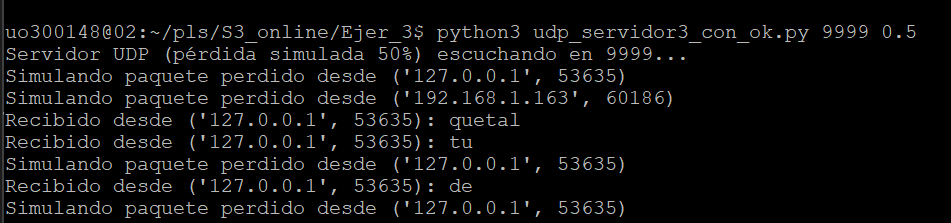 uo300148@02:~/pls/S3_online/Ejer_3$ python3 udp_servidor3_con_ok.py 9999 0.5
Servidor UDP (pérdida simulada 50%) escuchando en 9999...
Simulando paquete perdido desde ('127.0.0.1', 53635)
Simulando paquete perdido desde ('192.168.1.163', 60186)
Recibido desde ('127.0.0.1', 53635): quetal
Recibido desde ('127.0.0.1', 53635): tu
Simulando paquete perdido desde ('127.0.0.1', 53635)
Recibido desde ('127.0.0.1', 53635): de
Simulando paquete perdido desde ('127.0.0.1', 53635)